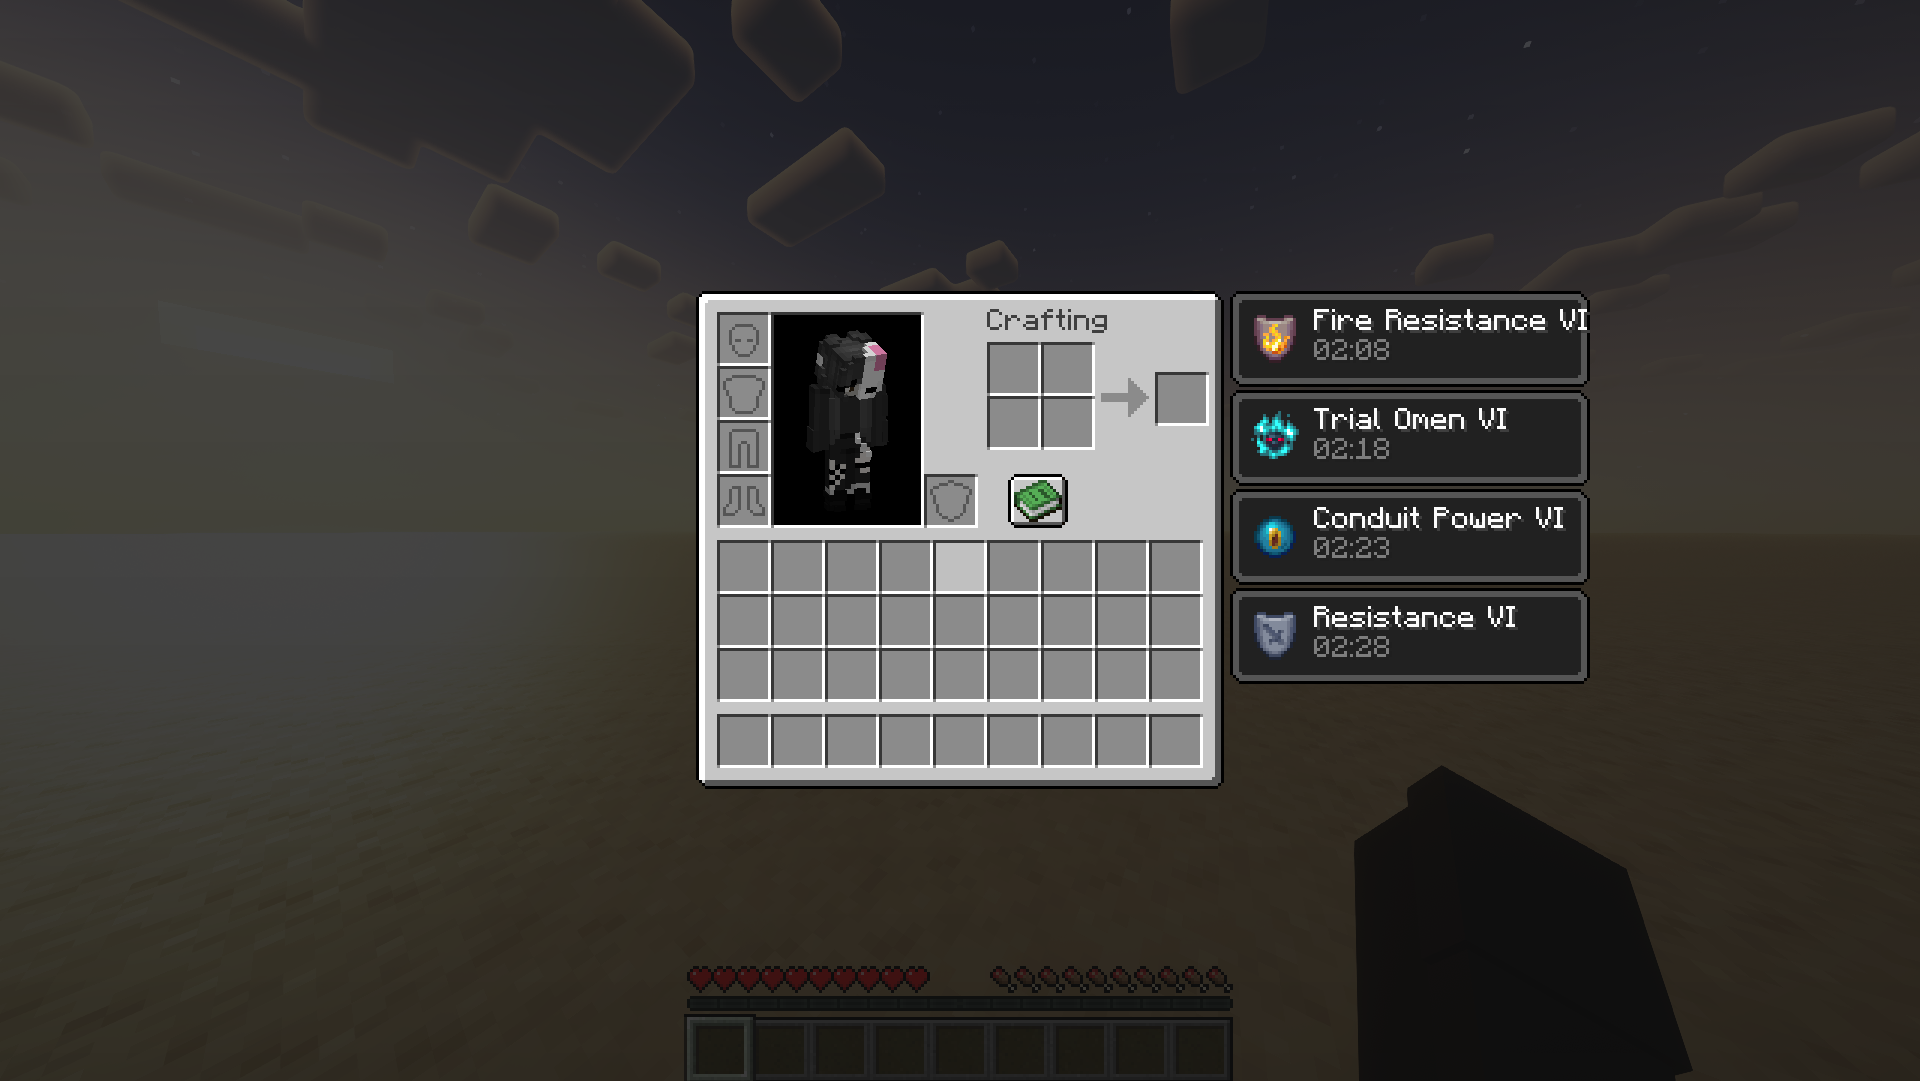 Crafting
Fire Resistance VI
02:08
Trial Omen VI
02:18
Conduit Power VI
02:23
Resistance VI
02:28